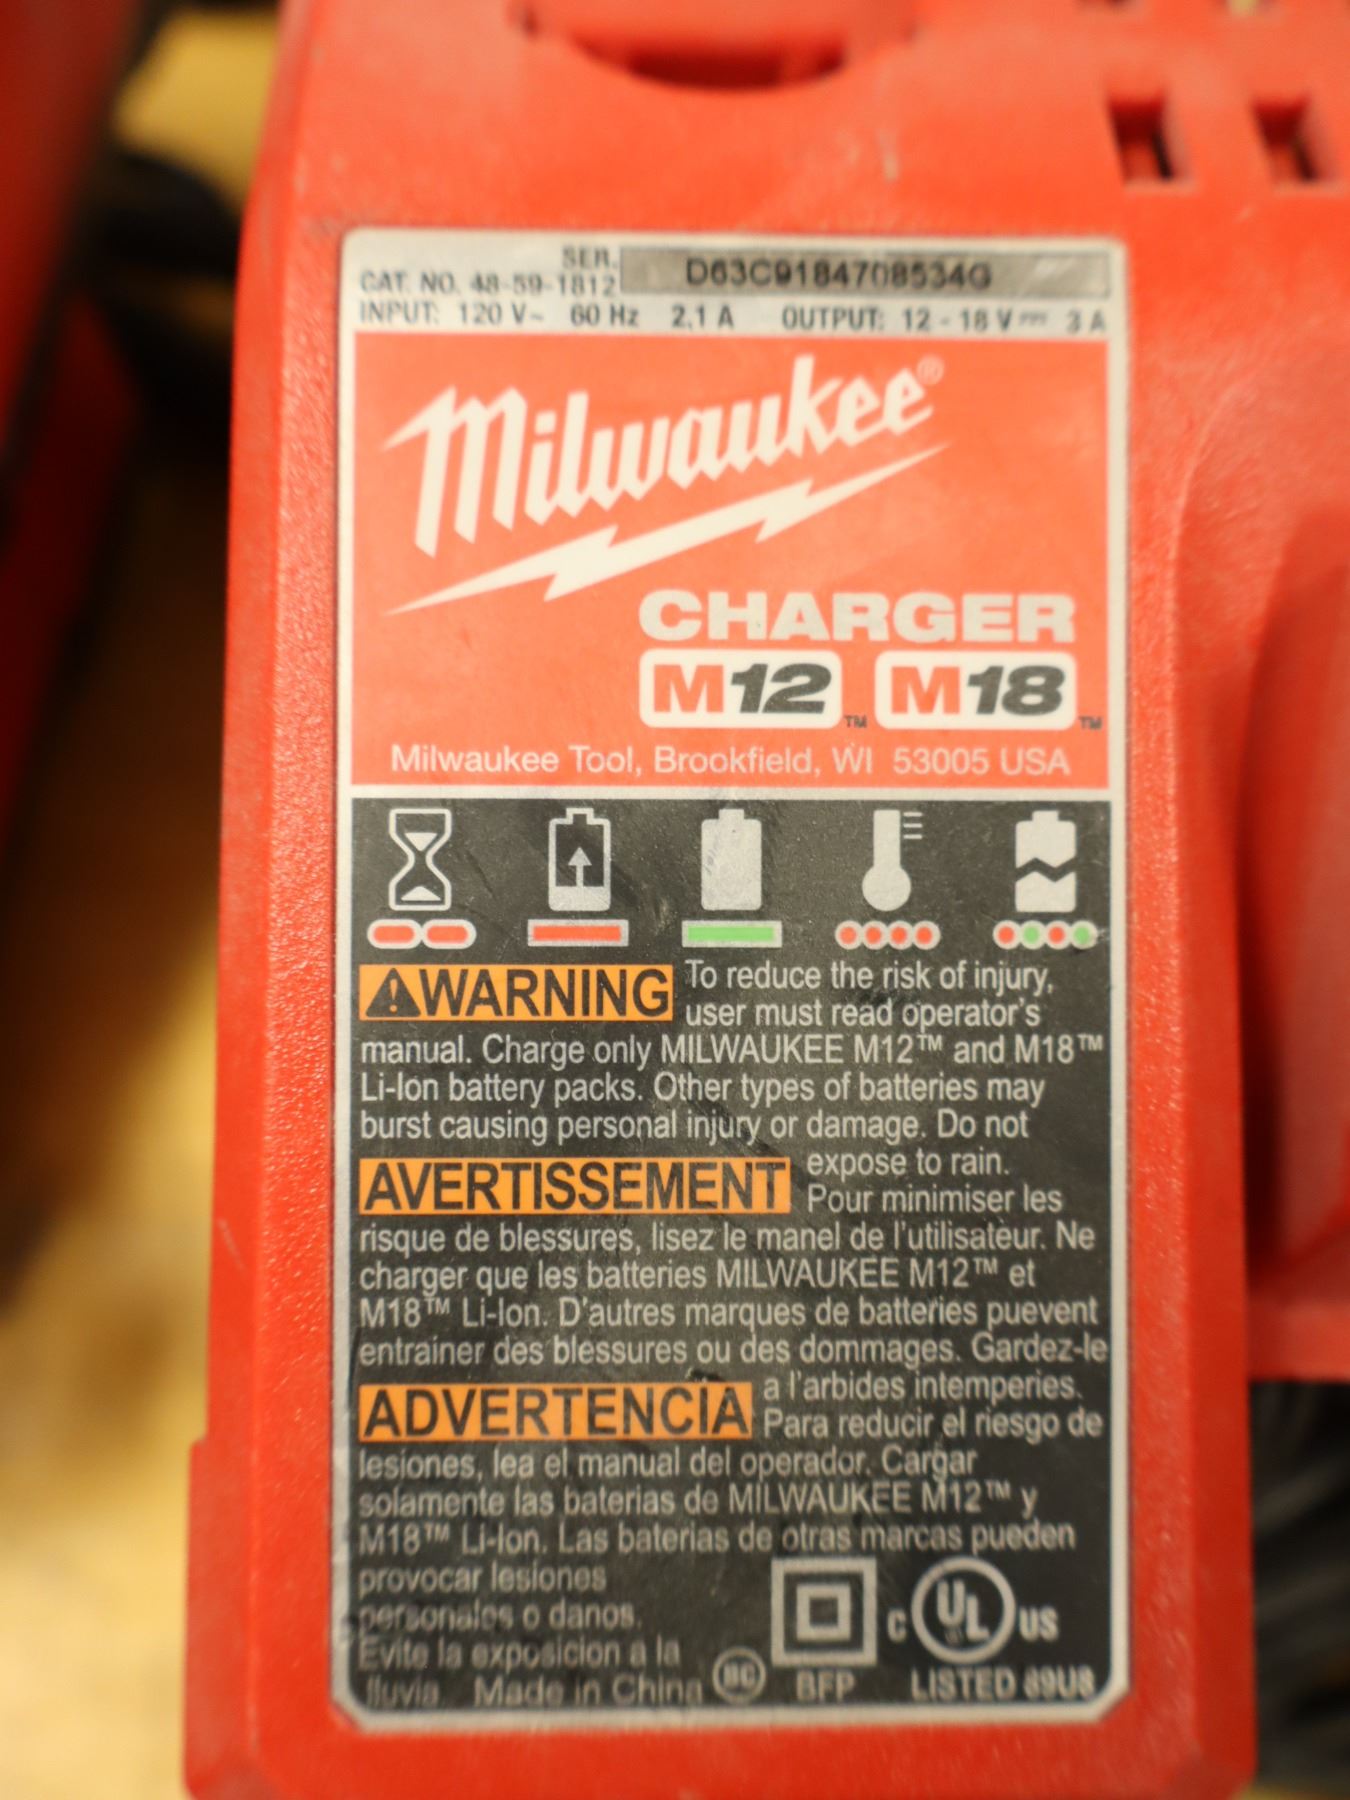 SER. D63C9184708534G
CAT. NO. 48-59-1812
INPUT: 120 V~ 60 Hz 2.1 A OUTPUT: 12 - 18 V⎓ 3 A
Milwaukee®
CHARGER
M12™ M18™
Milwaukee Tool, Brookfield, WI 53005 USA
⚠WARNING To reduce the risk of injury,
user must read operator's
manual. Charge only MILWAUKEE M12™ and M18™
Li-Ion battery packs. Other types of batteries may
burst causing personal injury or damage. Do not
expose to rain.
AVERTISSEMENT Pour minimiser les
risque de blessures, lisez le manel de l'utilisateur. Ne
charger que les batteries MILWAUKEE M12™ et
M18™ Li-Ion. D'autres marques de batteries puevent
entrainer des blessures ou des dommages. Gardez-le
a l'arbides intemperies.
ADVERTENCIA Para reducir el riesgo de
lesiones, lea el manual del operador. Cargar
solamente las baterias de MILWAUKEE M12™ y
M18™ Li-Ion. Las baterias de otras marcas pueden
provocar lesiones
personales o danos.
Evite la exposicion a la
lluvia. Made in China
BC
BFP
C UL US
LISTED 89U8